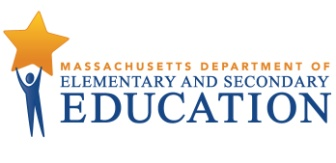 MASSACHUSETTS DEPARTMENT OF
ELEMENTARY AND SECONDARY
EDUCATION